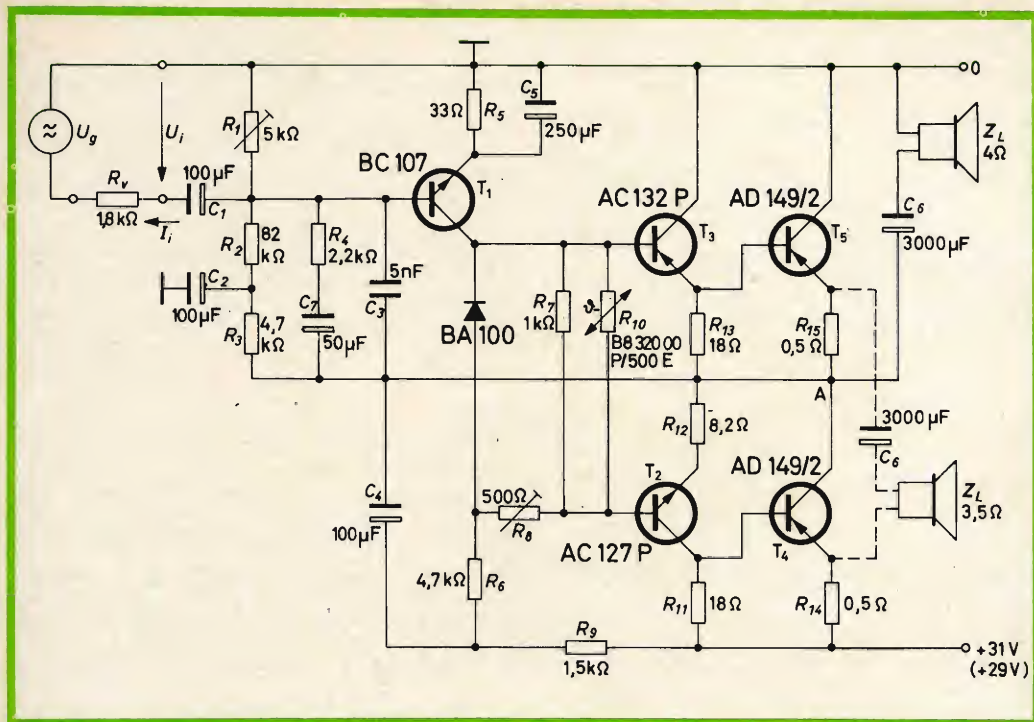 0
U_g
U_i
R_v
1,8kΩ
I_i
100μF
C_1
R_1
5kΩ
R_2
82
kΩ
C_2
100μF
R_3
4,7
kΩ
R_4
2,2kΩ
C_7
50μF
5nF
C_3
33Ω
R_5
C_5
250μF
BC 107
T_1
BA 100
R_7
1kΩ
ϑ-
R_10
B8 320 00
P/500 E
AC 132 P
T_3
AD 149/2
T_5
R_13
18Ω
R_15
0,5Ω
Z_L
4Ω
C_6
3000μF
A
R_12
8,2Ω
3000μF
C_6
Z_L
3,5Ω
T_2
AC 127 P
AD 149/2
T_4
500Ω
R_8
C_4
100μF
4,7kΩ
R_6
R_11
18Ω
R_14
0,5Ω
R_9
1,5kΩ
+31V
(+29V)